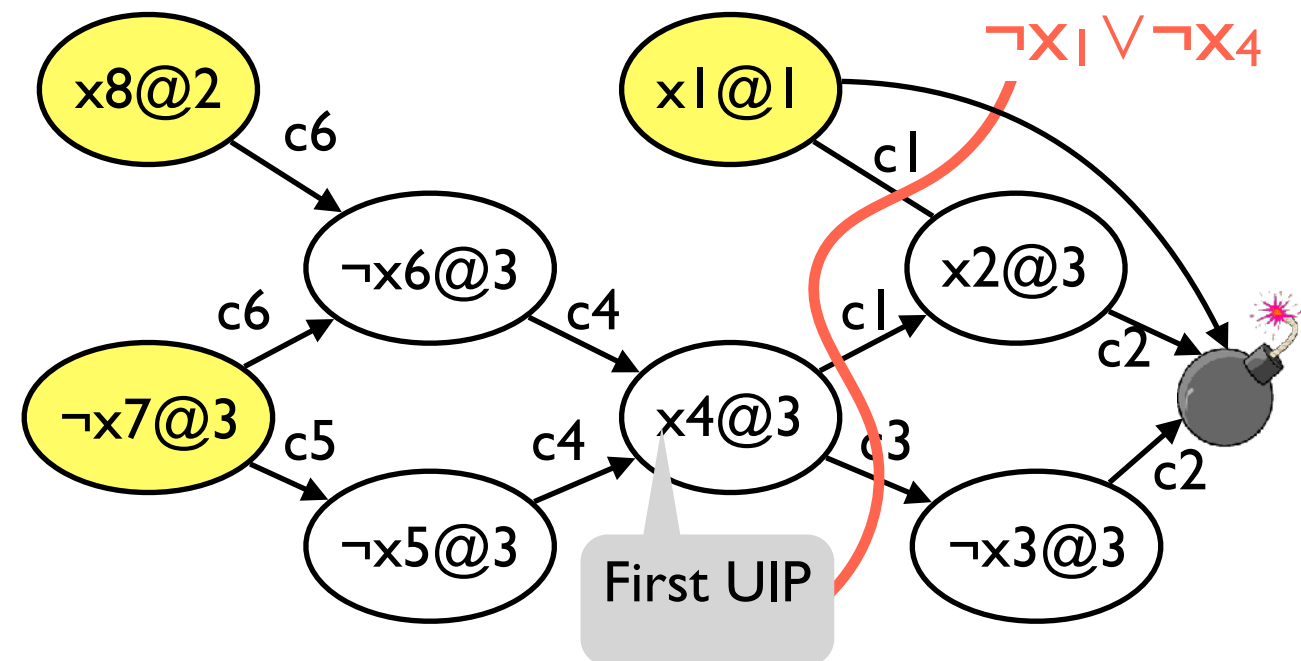 ¬x1∨¬x4
x8@2
x1@1
c6
c1
¬x6@3
x2@3
c6
c4
c1
c2
¬x7@3
x4@3
c5
c4
c3
c2
¬x5@3
¬x3@3
First UIP